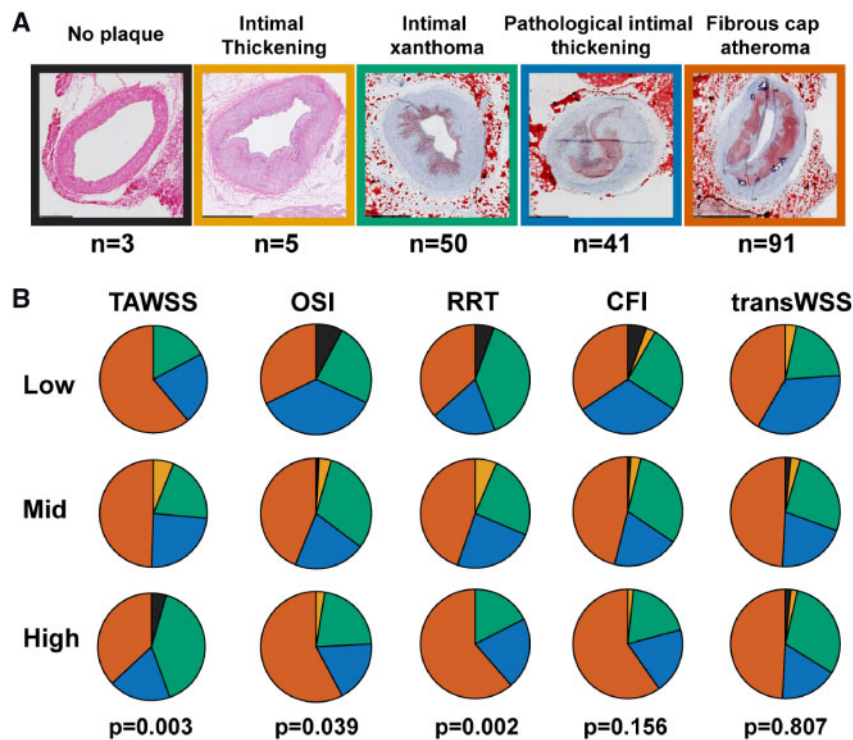 A
No plaque
Intimal
Thickening
Intimal
xanthoma
Pathological intimal
thickening
Fibrous cap
atheroma
n=3 n=5 n=50 n=41 n=91
B
TAWSS OSI RRT CFI transWSS
Low
Mid
High
p=0.003 p=0.039 p=0.002 p=0.156 p=0.807